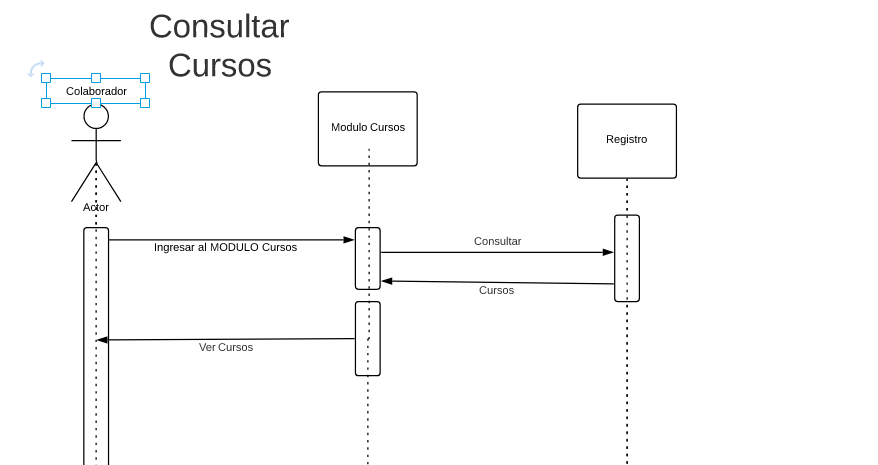 Consultar
Cursos
Colaborador
Modulo Cursos
Registro
Actor
Ingresar al MODULO Cursos
Consultar
Cursos
Ver Cursos